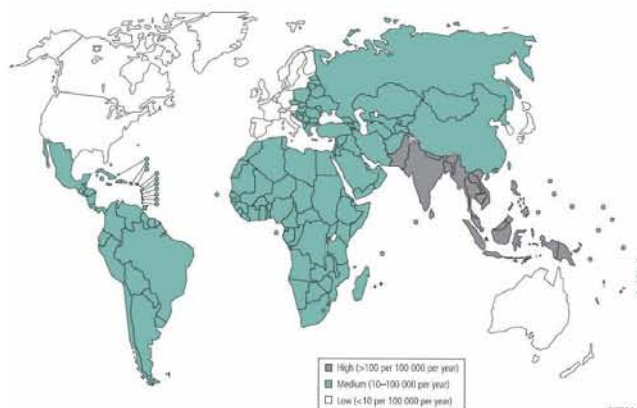 High (>100 per 100 000 per year)
Medium (10–100 000 per year)
Low (<10 per 100 000 per year)